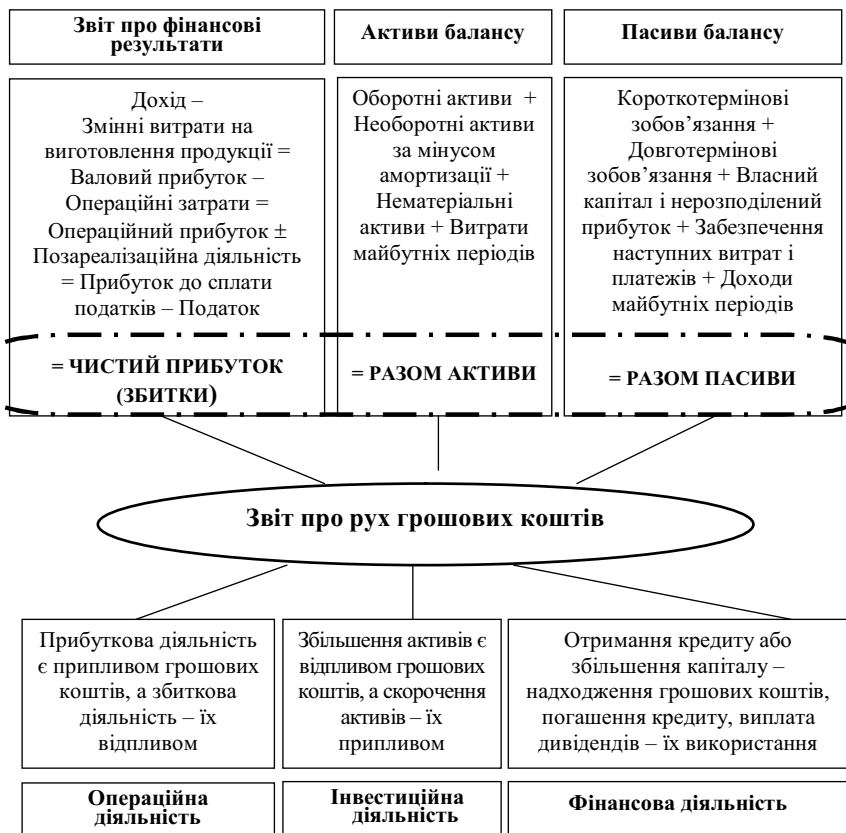 Звіт про фінансові
результати
Активи балансу
Пасиви балансу
Дохід –
Змінні витрати на
виготовлення продукції =
Валовий прибуток –
Операційні затрати =
Операційний прибуток ±
Позареалізаційна діяльність
= Прибуток до сплати
податків – Податок
= ЧИСТИЙ ПРИБУТОК
(ЗБИТКИ)
Оборотні активи +
Необоротні активи
за мінусом
амортизації +
Нематеріальні
активи + Витрати
майбутніх періодів
= РАЗОМ АКТИВИ
Короткотермінові
зобов’язання +
Довготермінові
зобов’язання + Власний
капітал і нерозподілений
прибуток + Забезпечення
наступних витрат і
платежів + Доходи
майбутніх періодів
= РАЗОМ ПАСИВИ
Звіт про рух грошових коштів
Прибуткова діяльність
є припливом грошових
коштів, а збиткова
діяльність – їх
відпливом
Збільшення активів є
відпливом грошових
коштів, а скорочення
активів – їх
припливом
Отримання кредиту або
збільшення капіталу –
надходження грошових коштів,
погашення кредиту, виплата
дивідендів – їх використання
Операційна
діяльність
Інвестиційна
діяльність
Фінансова діяльність